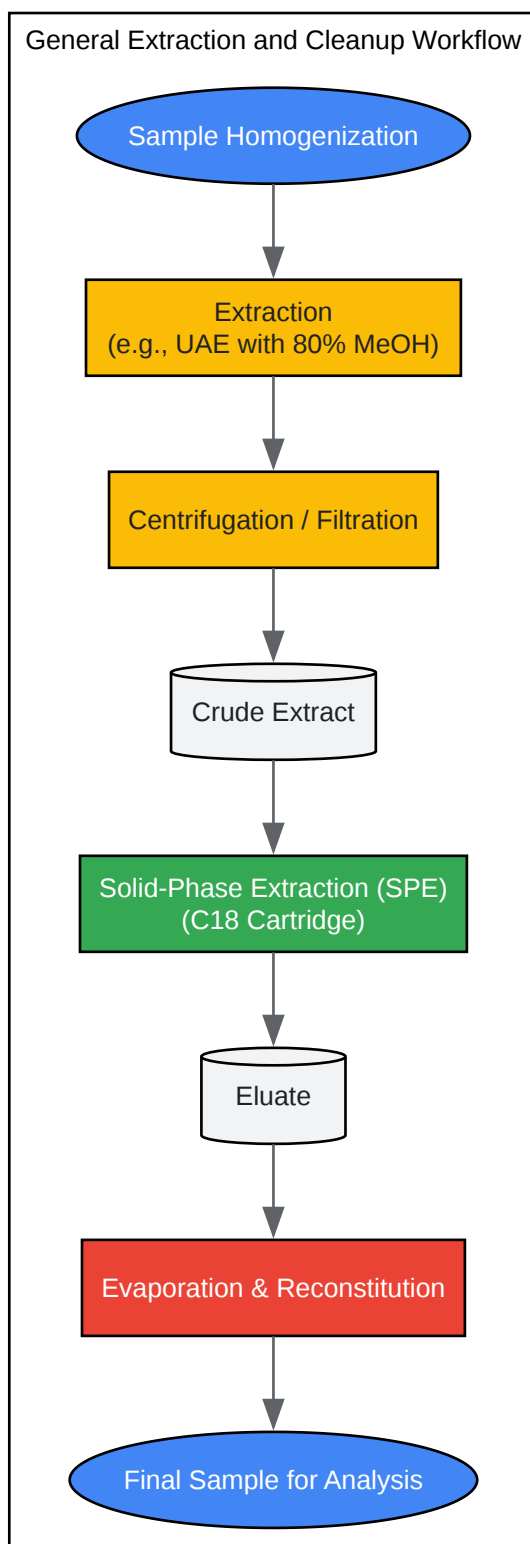 General Extraction and Cleanup Workflow
Sample Homogenization
Extraction
(e.g., UAE with 80% MeOH)
Centrifugation / Filtration
Crude Extract
Solid-Phase Extraction (SPE)
(C18 Cartridge)
Eluate
Evaporation & Reconstitution
Final Sample for Analysis